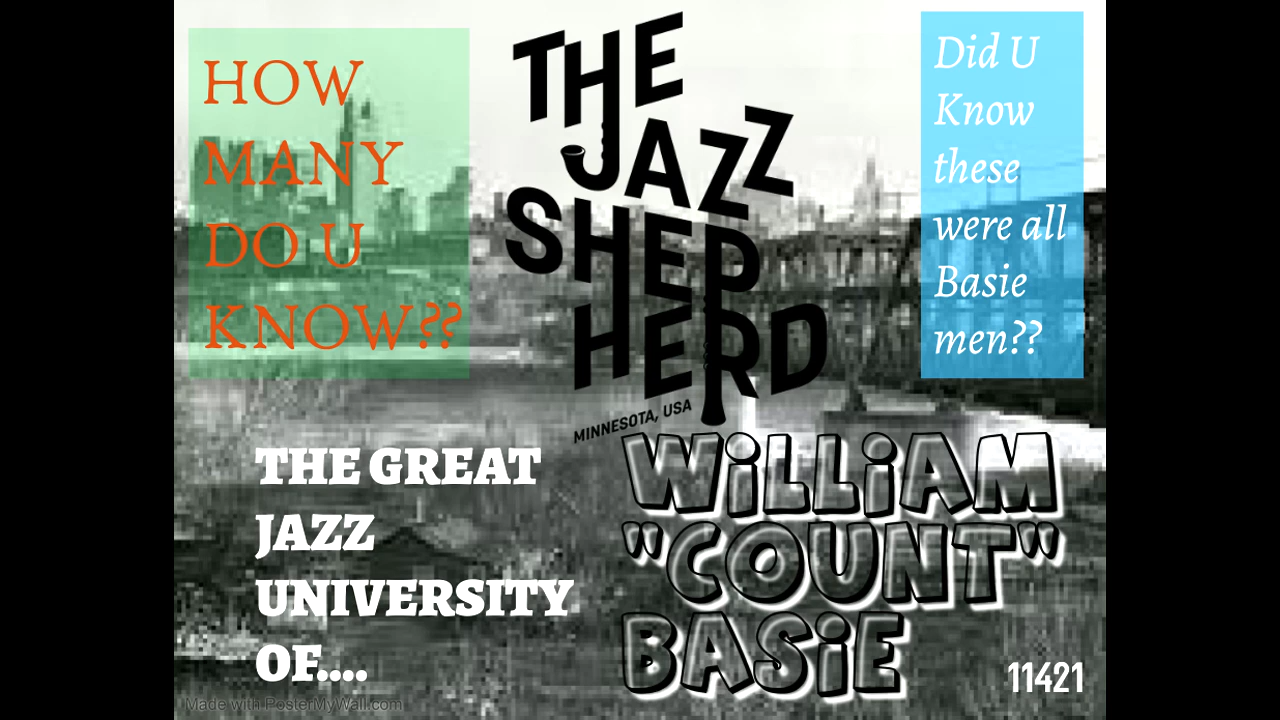 HOW
MANY
DO U
KNOW??
THE
JAZZ
SHEP
HERD
MINNESOTA, USA
Did U
Know
these
were all
Basie
men??
THE GREAT
JAZZ
UNIVERSITY
OF....
WiLLiAM
"COUNT"
BASiE
11421
Made with PosterMyWall.com